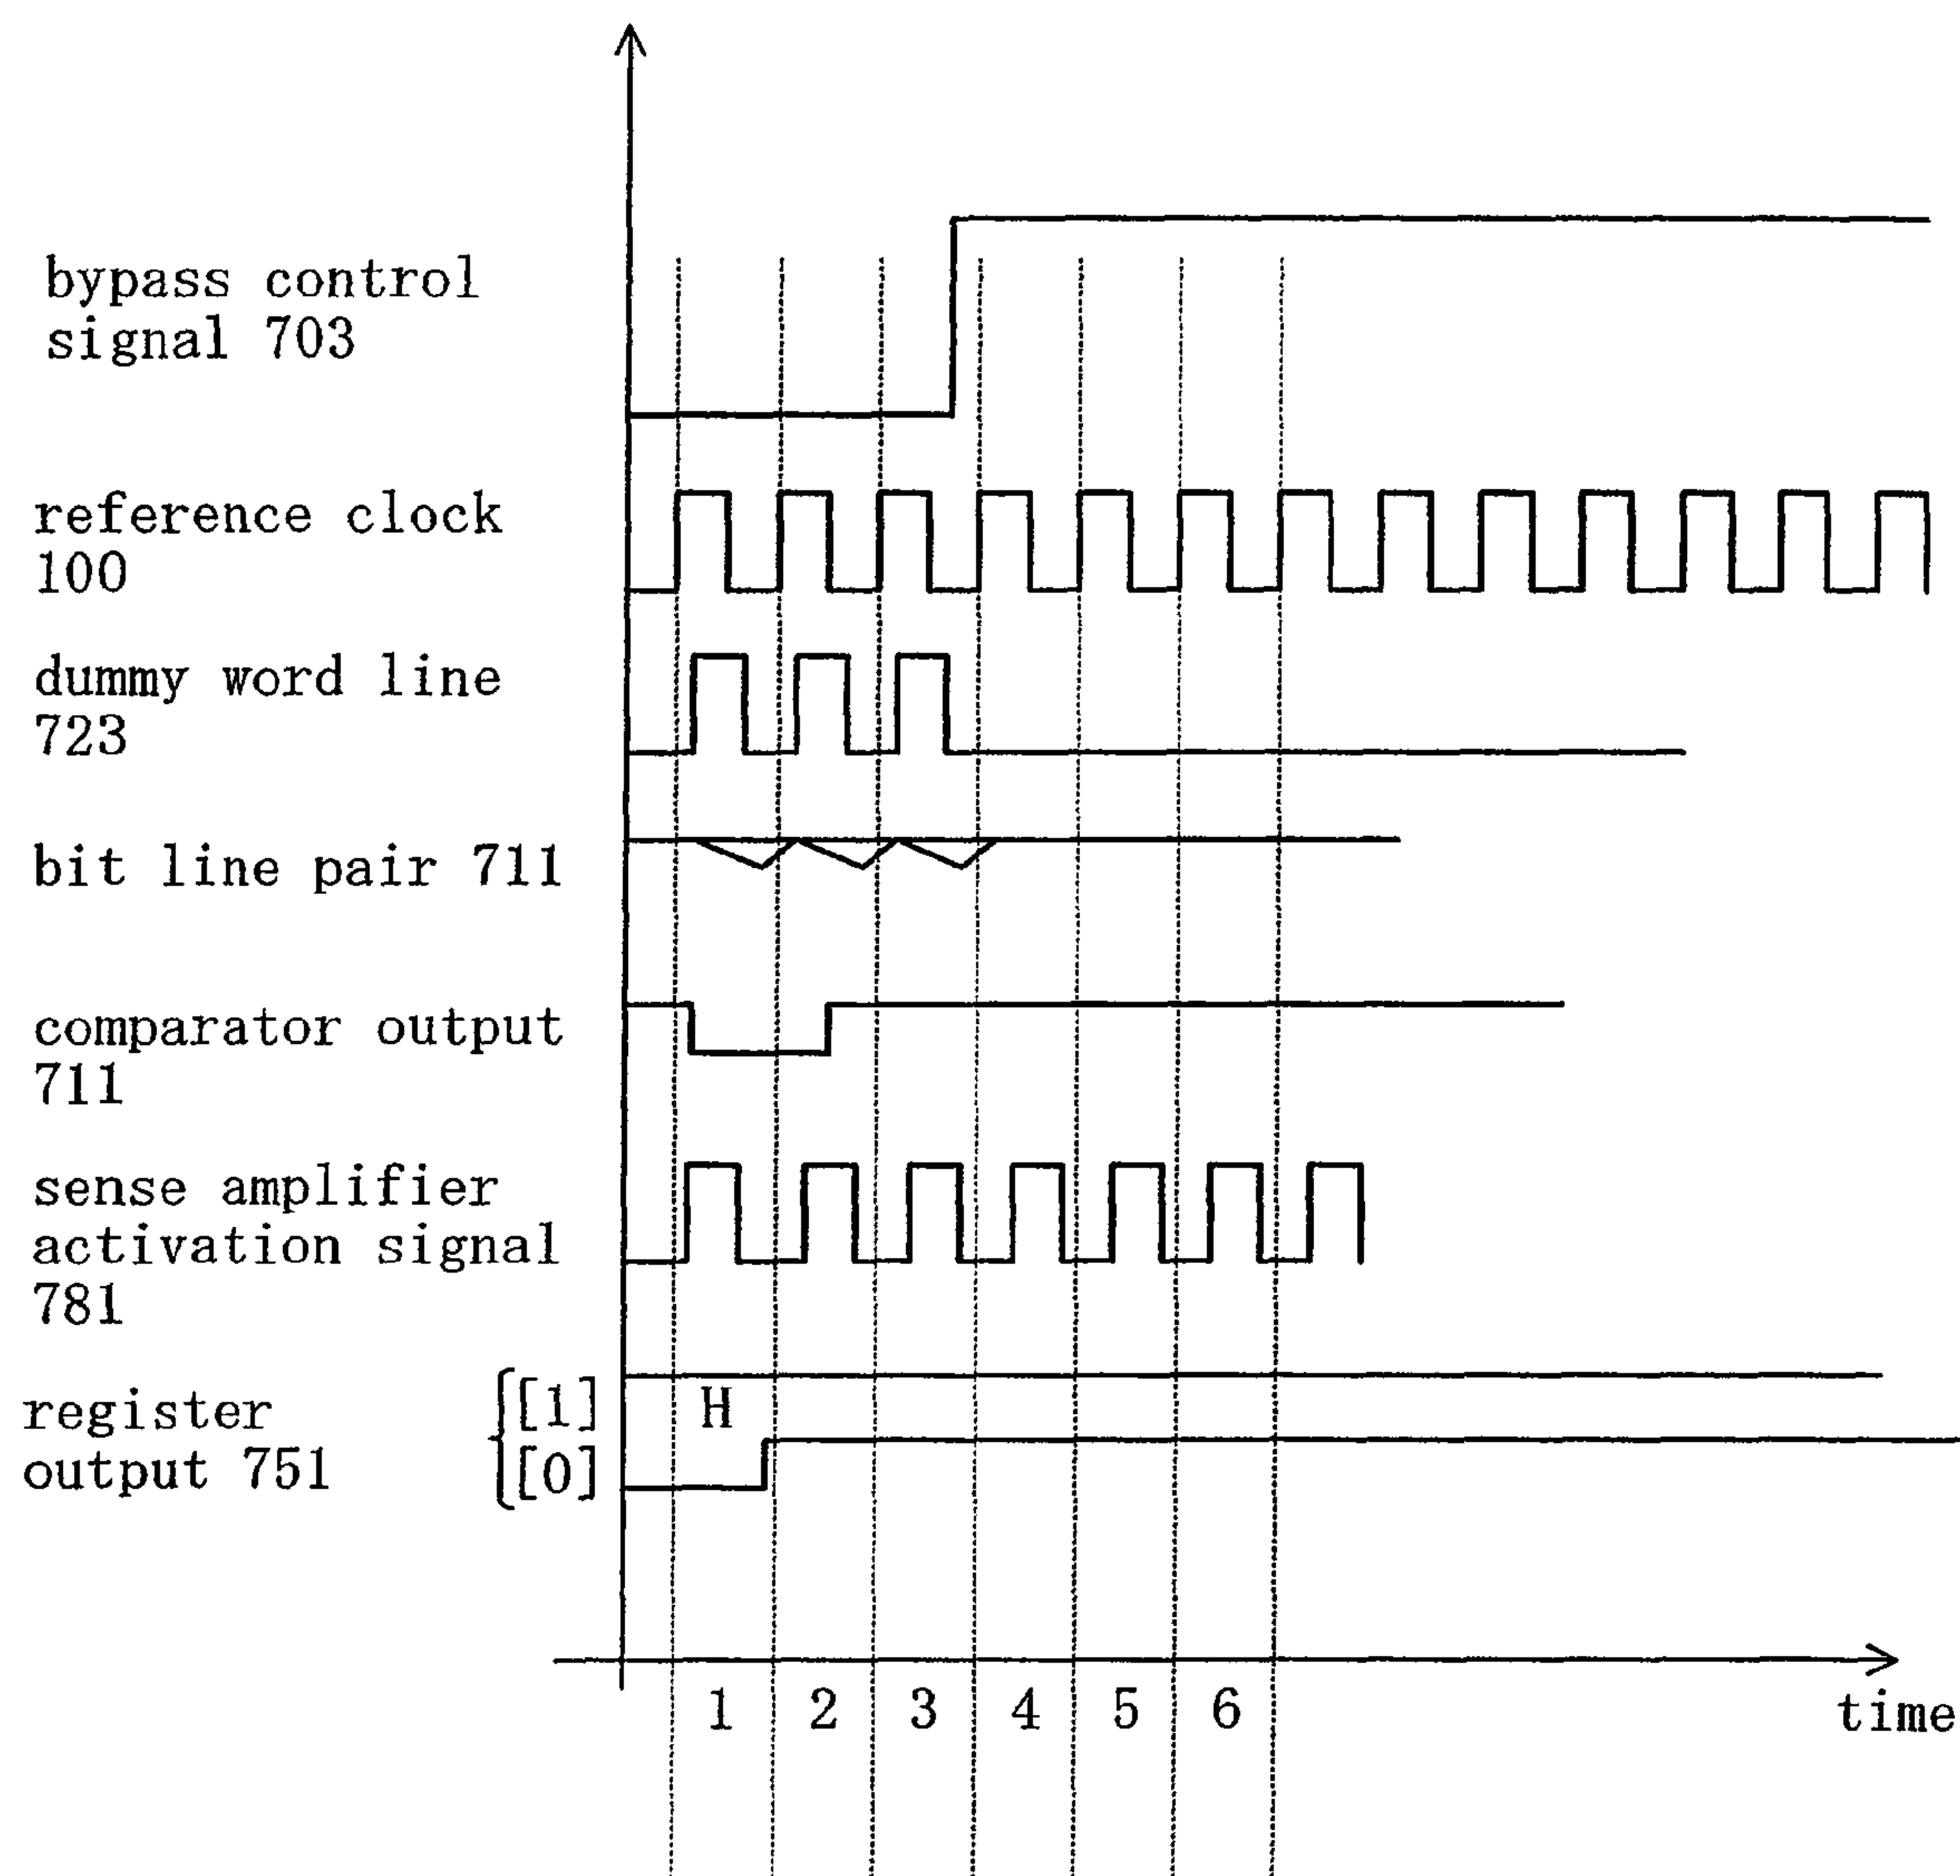 bypass control
signal 703
reference clock
100
dummy word line
723
bit line pair 711
comparator output
711
sense amplifier
activation signal
781
register
output 751
[1]
[0]
H
1 2 3 4 5 6
time